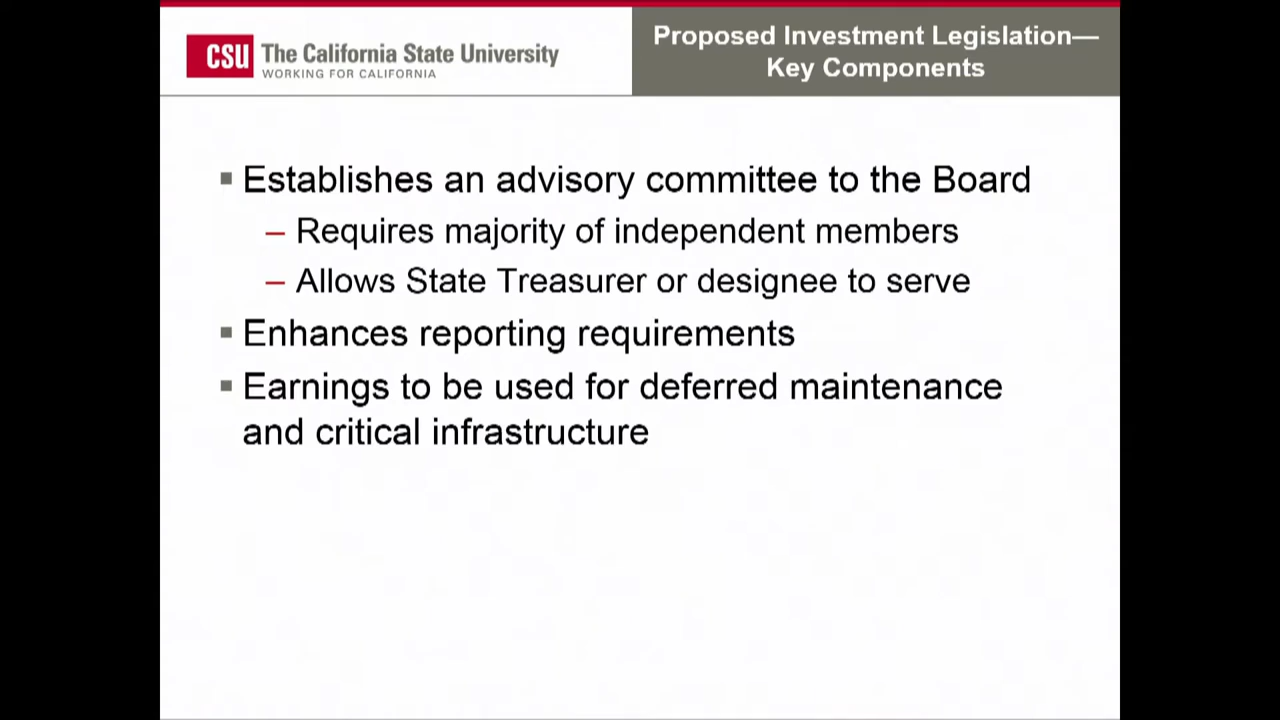 CSU The California State University
WORKING FOR CALIFORNIA
Proposed Investment Legislation—
Key Components
▪ Establishes an advisory committee to the Board
– Requires majority of independent members
– Allows State Treasurer or designee to serve
▪ Enhances reporting requirements
▪ Earnings to be used for deferred maintenance
and critical infrastructure